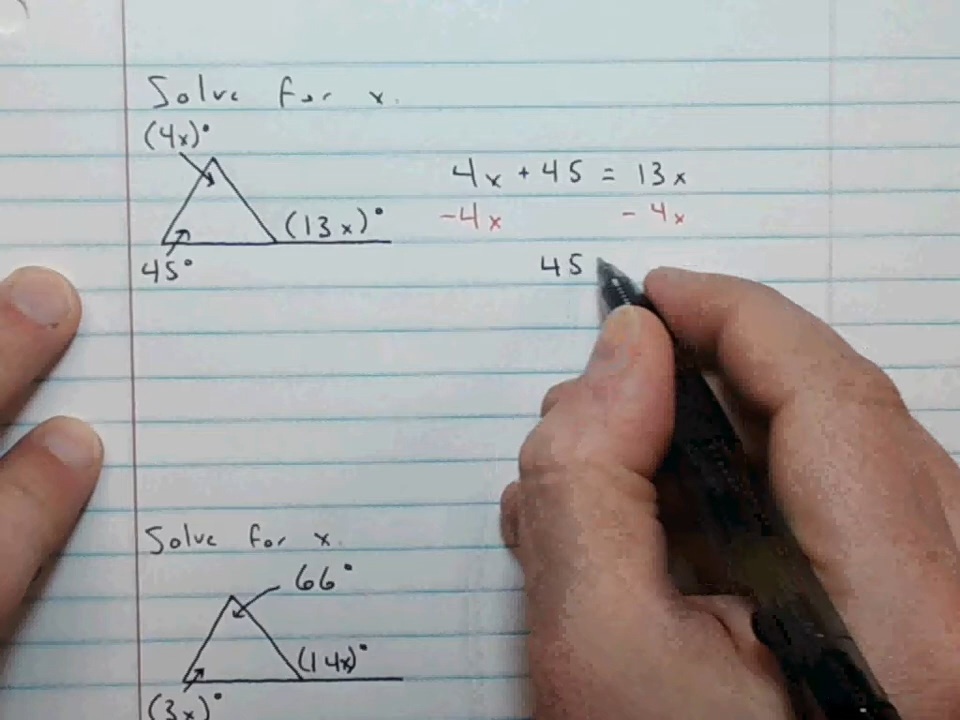 Solve for x.
(4x)°
4x + 45 = 13x
-4x - 4x
(13x)°
45°
45
Solve for x.
66°
(14x)°
(3x)°